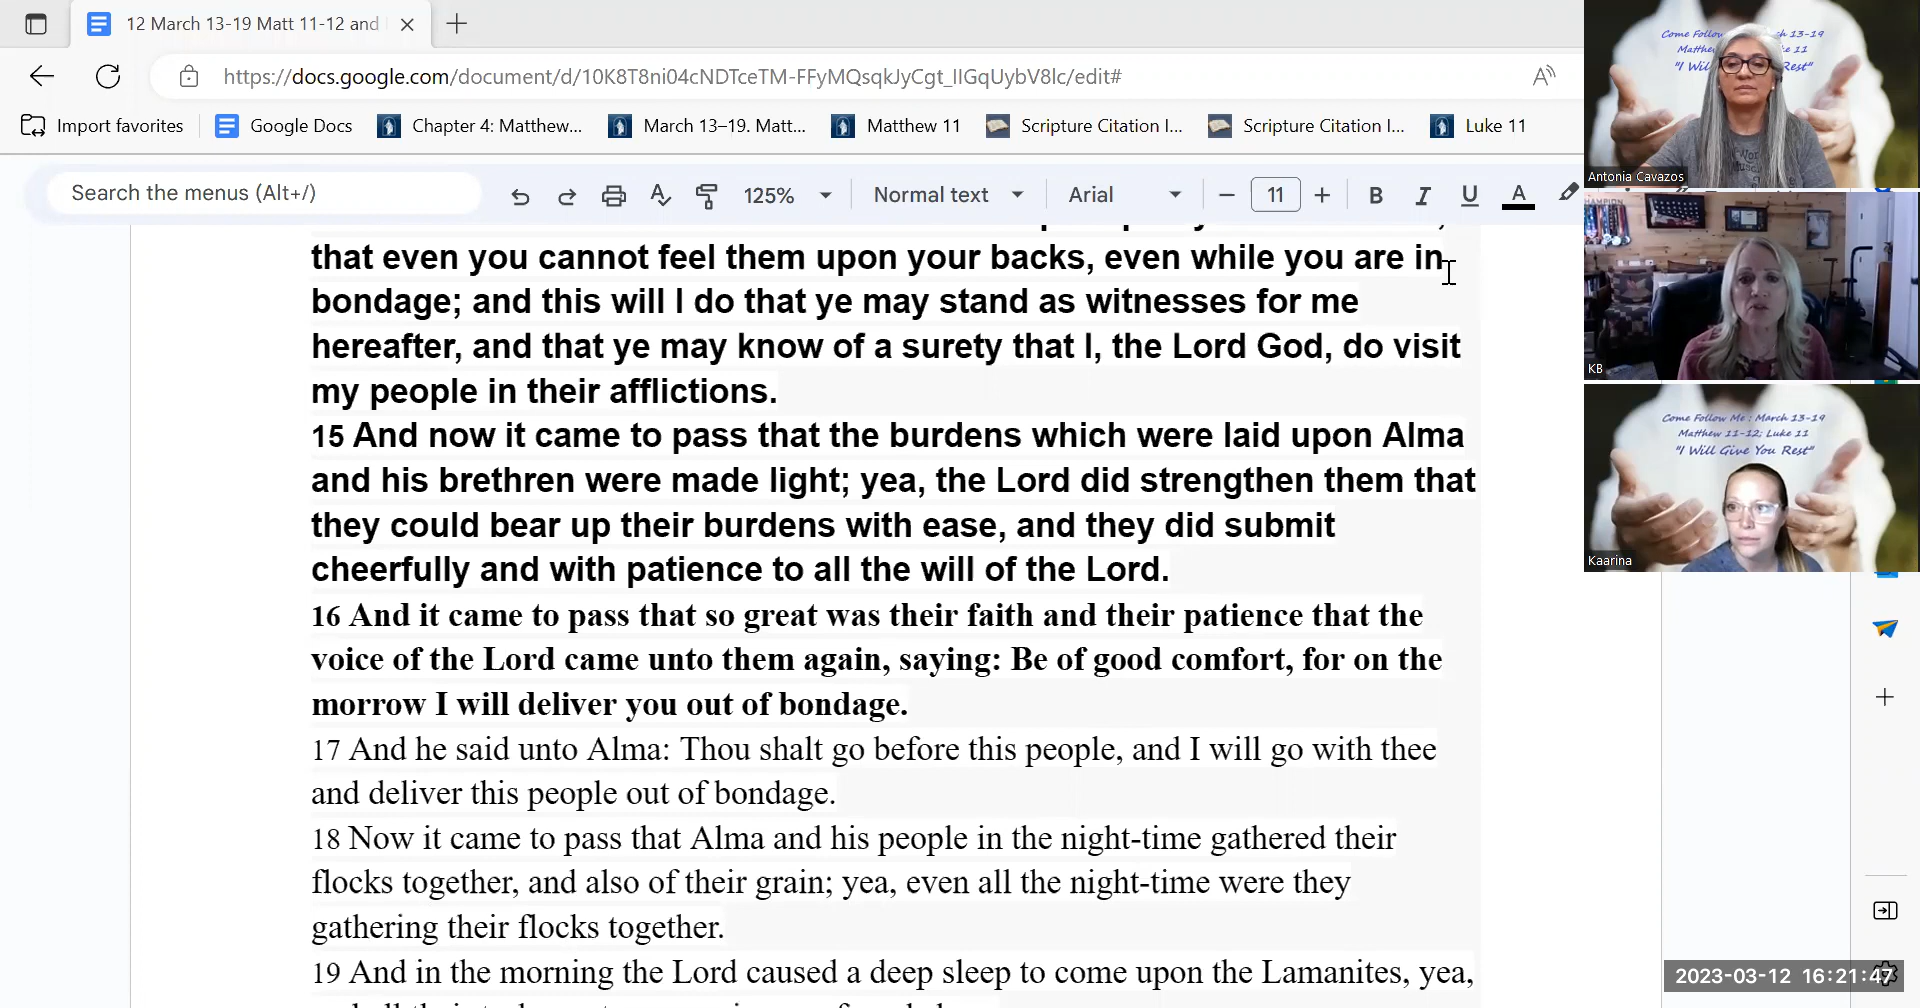 12 March 13-19 Matt 11-12 and
https://docs.google.com/document/d/10K8T8ni04cNDTceTM-FFyMQsqkJyCgt_IIGqUybV8lc/edit#
Import favorites Google Docs Chapter 4: Matthew... March 13–19. Matt... Matthew 11 Scripture Citation I... Scripture Citation I... Luke 11
Search the menus (Alt+/) 125% Normal text Arial 11 B I U A
that even you cannot feel them upon your backs, even while you are in
bondage; and this will I do that ye may stand as witnesses for me
hereafter, and that ye may know of a surety that I, the Lord God, do visit
my people in their afflictions.
15 And now it came to pass that the burdens which were laid upon Alma
and his brethren were made light; yea, the Lord did strengthen them that
they could bear up their burdens with ease, and they did submit
cheerfully and with patience to all the will of the Lord.
16 And it came to pass that so great was their faith and their patience that the
voice of the Lord came unto them again, saying: Be of good comfort, for on the
morrow I will deliver you out of bondage.
17 And he said unto Alma: Thou shalt go before this people, and I will go with thee
and deliver this people out of bondage.
18 Now it came to pass that Alma and his people in the night-time gathered their
flocks together, and also of their grain; yea, even all the night-time were they
gathering their flocks together.
19 And in the morning the Lord caused a deep sleep to come upon the Lamanites, yea,
Come Follow 13-19
11
"I Rest"
Antonia Cavazos
KB
Come Follow Me : March 13-19
Matthew 11-12; Luke 11
"I Will Give You Rest"
Kaarina
2023-03-12 16:21:47